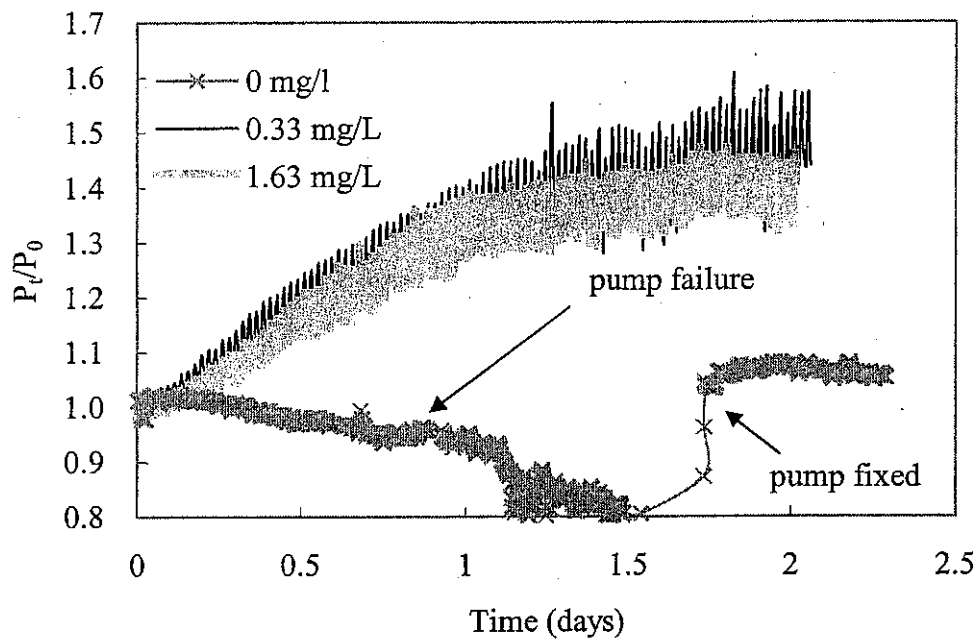 1.7
1.6
1.5
1.4
1.3
1.2
1.1
1.0
0.9
0.8
P_t/P_0
0 mg/l
0.33 mg/L
1.63 mg/L
pump failure
pump fixed
0
0.5
1
1.5
2
2.5
Time (days)